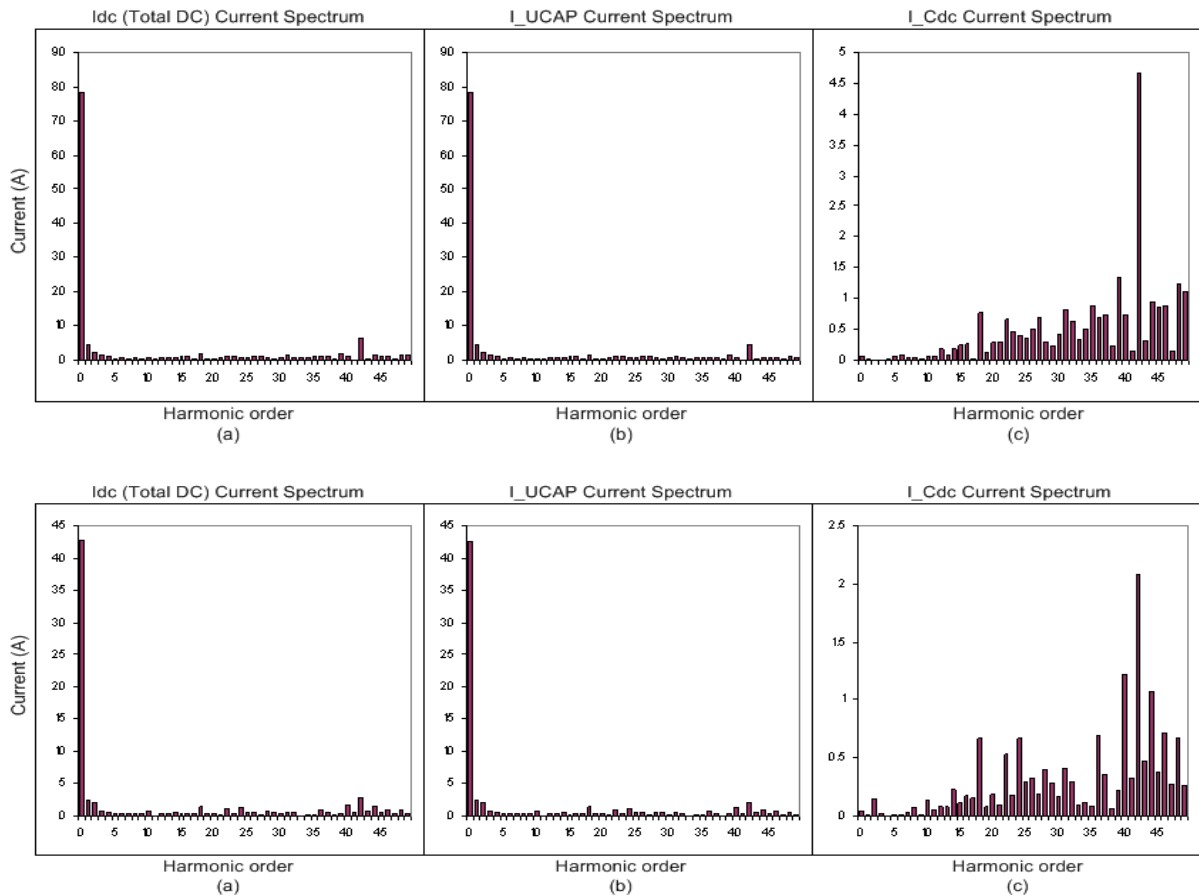 Idc (Total DC) Current Spectrum
I_UCAP Current Spectrum
I_Cdc Current Spectrum
Current (A)
90
80
70
60
50
40
30
20
10
0
0 5 10 15 20 25 30 35 40 45
90
80
70
60
50
40
30
20
10
0
0 5 10 15 20 25 30 35 40 45
5
4.5
4
3.5
3
2.5
2
1.5
1
0.5
0
0 5 10 15 20 25 30 35 40 45
Harmonic order
(a)
Harmonic order
(b)
Harmonic order
(c)
Idc (Total DC) Current Spectrum
I_UCAP Current Spectrum
I_Cdc Current Spectrum
Current (A)
45
40
35
30
25
20
15
10
5
0
0 5 10 15 20 25 30 35 40 45
45
40
35
30
25
20
15
10
5
0
0 5 10 15 20 25 30 35 40 45
2.5
2
1.5
1
0.5
0
0 5 10 15 20 25 30 35 40 45
Harmonic order
(a)
Harmonic order
(b)
Harmonic order
(c)